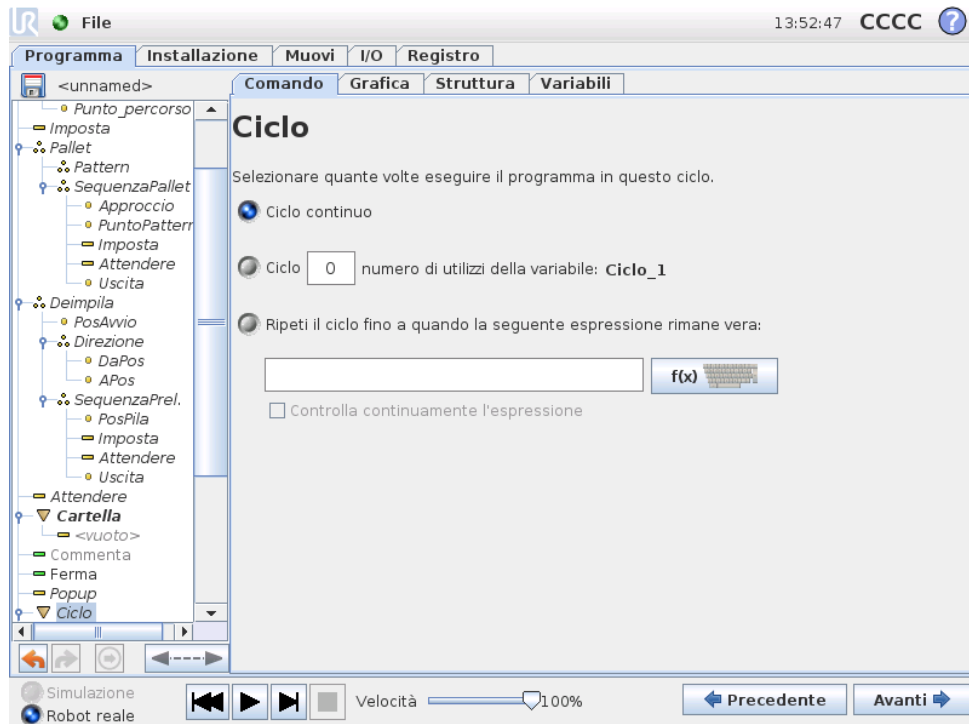 UR File 13:52:47 CCCC ?
Programma Installazione Muovi I/O Registro
<unnamed> Comando Grafica Struttura Variabili
Punto_percorso
Imposta
Pallet
Pattern
SequenzaPallet
Approccio
PuntoPattern
Imposta
Attendere
Uscita
Deimpila
PosAvvio
Direzione
DaPos
APos
SequenzaPrel.
PosPila
Imposta
Attendere
Uscita
Attendere
Cartella
<vuoto>
Commenta
Ferma
Popup
Ciclo
Ciclo
Selezionare quante volte eseguire il programma in questo ciclo.
Ciclo continuo
Ciclo 0 numero di utilizzi della variabile: Ciclo_1
Ripeti il ciclo fino a quando la seguente espressione rimane vera:
f(x)
Controlla continuamente l'espressione
Simulazione
Robot reale
Velocità 100%
Precedente Avanti